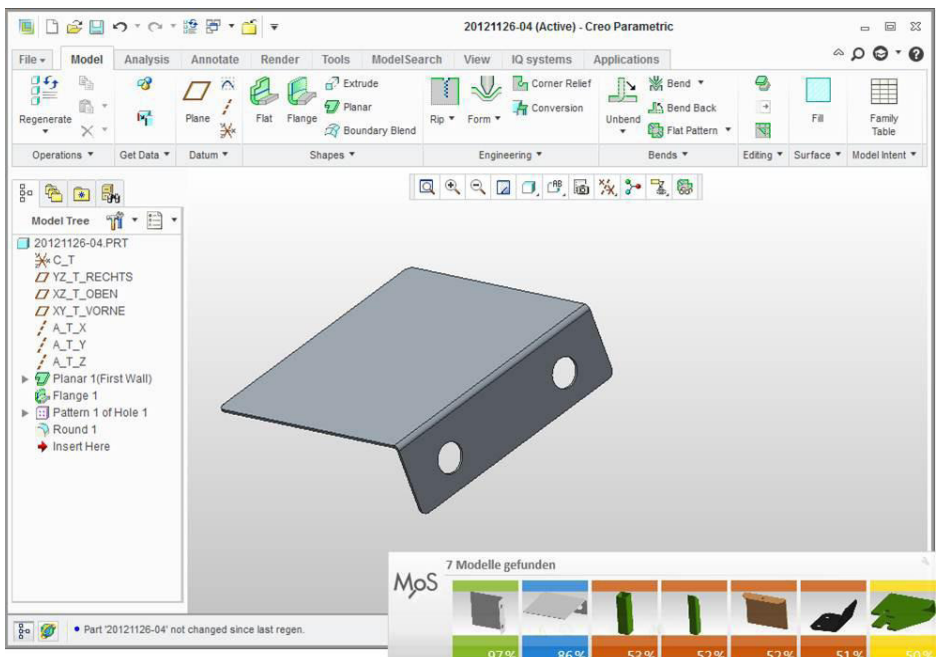 20121126-04 (Active) - Creo Parametric
File Model Analysis Annotate Render Tools ModelSearch View IQ systems Applications
Regenerate
Plane
Flat
Flange
Extrude
Planar
Boundary Blend
Rip
Form
Corner Relief
Conversion
Unbend
Bend
Bend Back
Flat Pattern
Fill
Family
Table
Operations Get Data Datum Shapes Engineering Bends Editing Surface Model Intent
Model Tree
20121126-04.PRT
C_T
YZ_T_RECHTS
XZ_T_OBEN
XY_T_VORNE
A_T_X
A_T_Y
A_T_Z
Planar 1(First Wall)
Flange 1
Pattern 1 of Hole 1
Round 1
Insert Here
MoS
7 Modelle gefunden
97% 86% 53% 52% 52% 51% 50%
• Part '20121126-04' not changed since last regen.